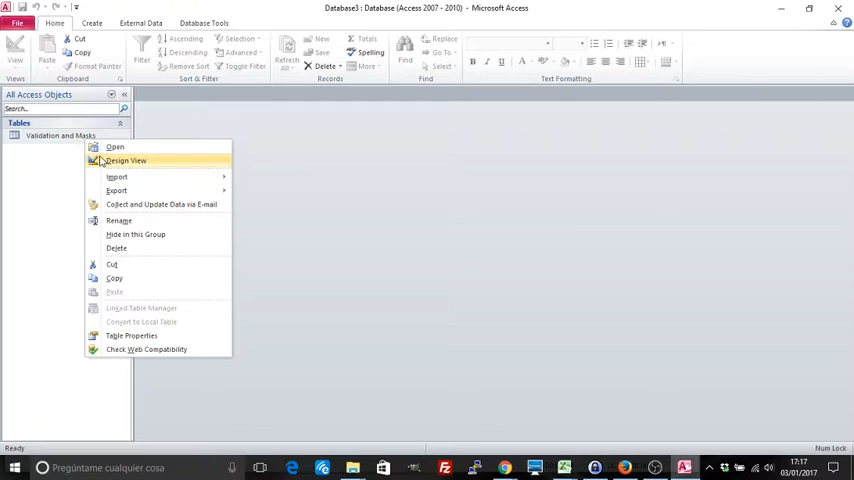 Database3 : Database (Access 2007 - 2010) - Microsoft Access
File Home Create External Data Database Tools
View
Views
Paste
Cut
Copy
Format Painter
Clipboard
Filter
Ascending
Descending
Remove Sort
Selection
Advanced
Toggle Filter
Sort & Filter
Refresh All
New
Save
Delete
Totals
Spelling
More
Records
Find
Replace
Go To
Select
Find
B I U
A
Text Formatting
All Access Objects
Search...
Tables
Validation and Masks
Open
Design View
Import
Export
Collect and Update Data via E-mail
Rename
Hide in this Group
Delete
Cut
Copy
Paste
Linked Table Manager
Convert to Local Table
Table Properties
Check Web Compatibility
Ready
Num Lock
Pregúntame cualquier cosa
17:17
03/01/2017